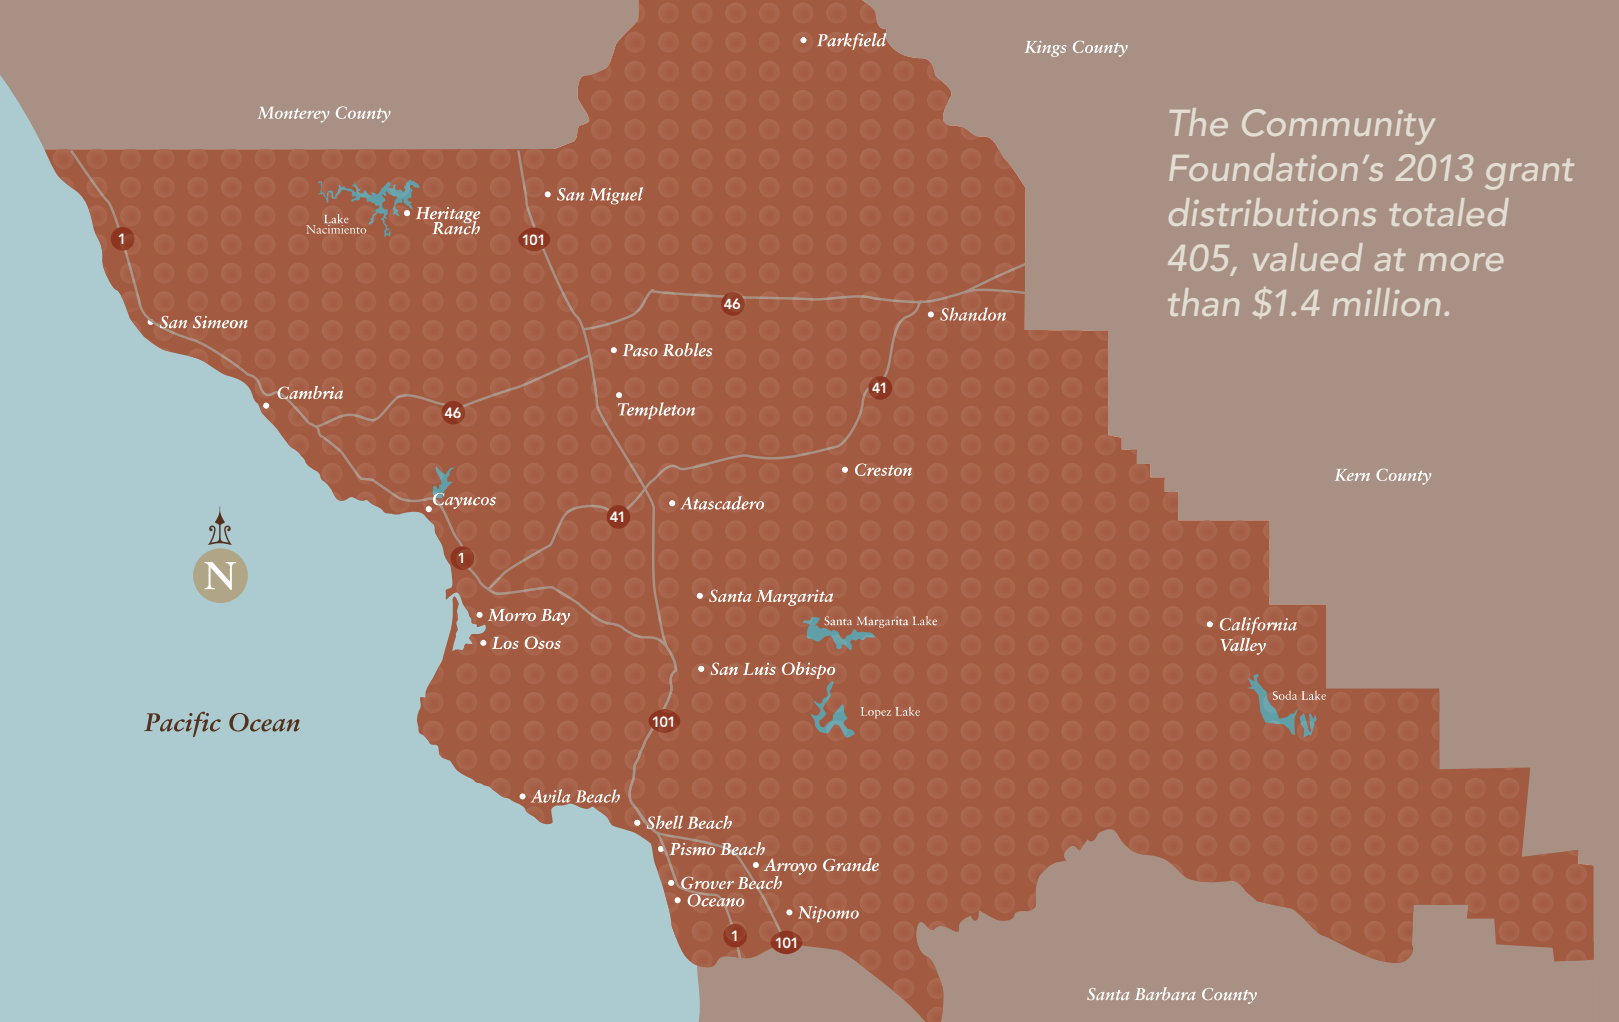 Parkfield
Kings County
Monterey County
The Community
Foundation’s 2013 grant
distributions totaled
405, valued at more
than $1.4 million.
San Miguel
Heritage
Ranch
Lake
Nacimiento
1
101
46
San Simeon
Shandon
Paso Robles
41
Cambria
Templeton
46
Creston
Kern County
Cayucos
Atascadero
41
1
N
Santa Margarita
Morro Bay
Santa Margarita Lake
California
Valley
Los Osos
San Luis Obispo
Soda Lake
Lopez Lake
Pacific Ocean
101
Avila Beach
Shell Beach
Pismo Beach
Arroyo Grande
Grover Beach
Oceano
Nipomo
1
101
Santa Barbara County